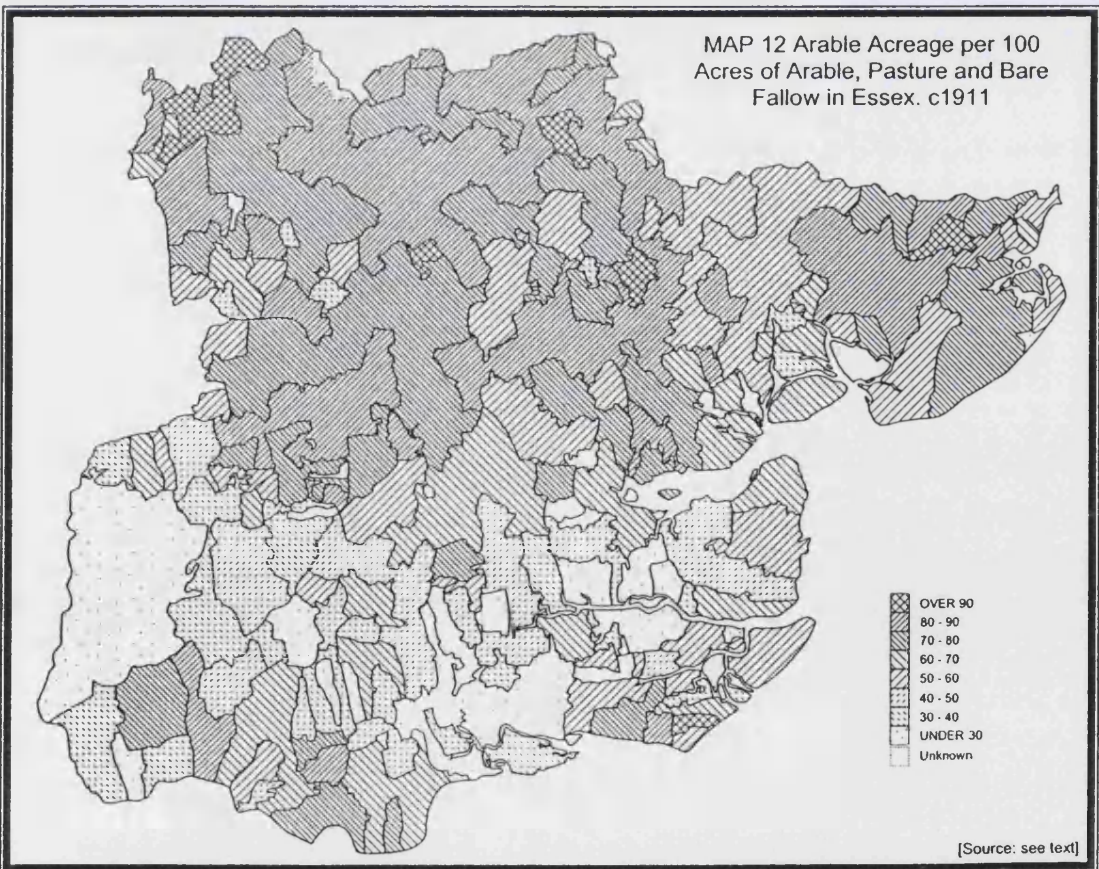 MAP 12 Arable Acreage per 100
Acres of Arable, Pasture and Bare
Fallow in Essex. c1911
OVER 90
80 - 90
70 - 80
60 - 70
50 - 60
40 - 50
30 - 40
UNDER 30
Unknown
[Source: see text]